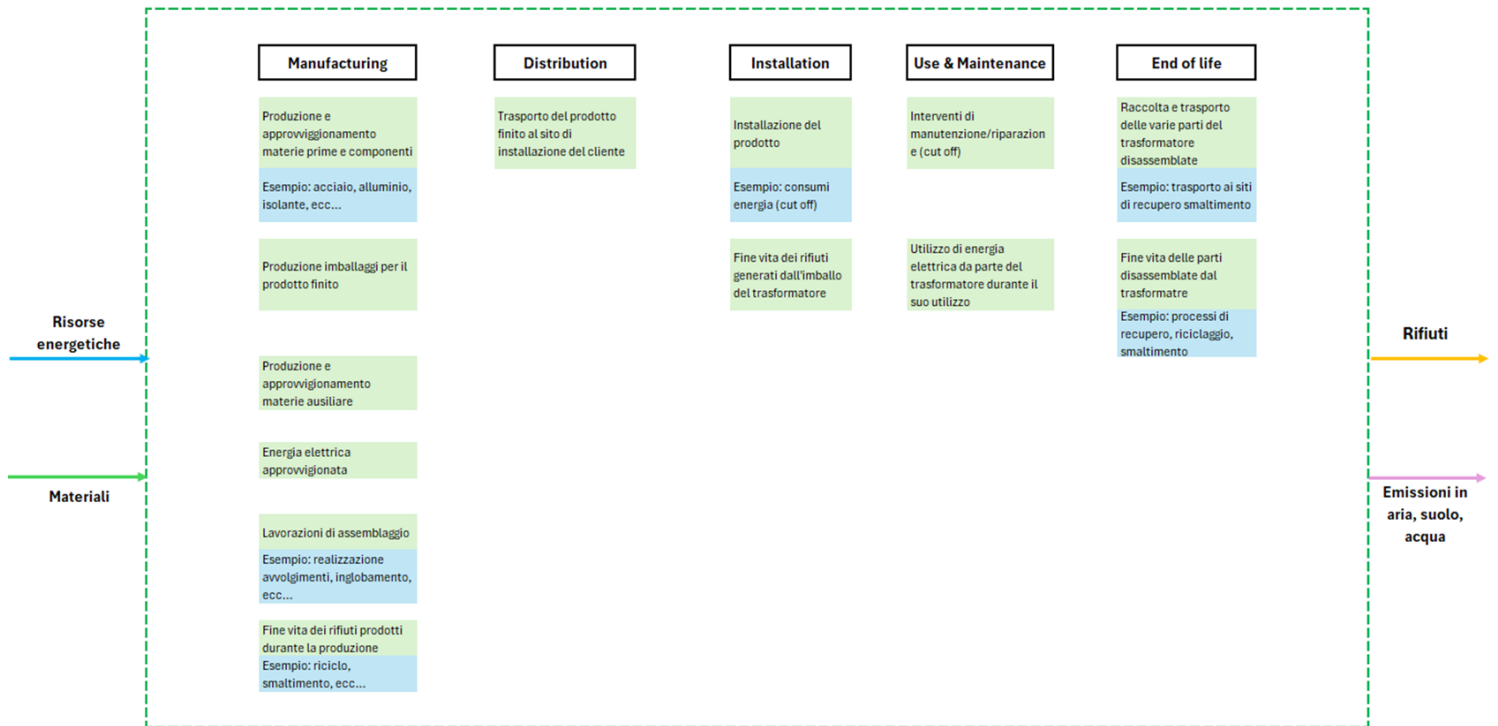 Manufacturing
Produzione e
approvviggionamento
materie prime e componenti
Esempio: acciaio, alluminio,
isolante, ecc...
Produzione imballaggi per il
prodotto finito
Produzione e
approvvigionamento
materie ausiliare
Energia elettrica
approvvigionata
Lavorazioni di assemblaggio
Esempio: realizzazione
avvolgimenti, inglobamento,
ecc...
Fine vita dei rifiuti prodotti
durante la produzione
Esempio: riciclo,
smaltimento, ecc...
Distribution
Trasporto del prodotto
finito al sito di
installazione del cliente
Installation
Installazione del
prodotto
Esempio: consumi
energia (cut off)
Fine vita dei rifiuti
generati dall'imballo
del trasformatore
Use & Maintenance
Interventi di
manutenzione/riparazion
e (cut off)
Utilizzo di energia
elettrica da parte del
trasformatore durante il
suo utilizzo
End of life
Raccolta e trasporto
delle varie parti del
trasformatore
disassemblate
Esempio: trasporto ai siti
di recupero smaltimento
Fine vita delle parti
disassemblate dal
trasformatre
Esempio: processi di
recupero, riciclaggio,
smaltimento
Risorse
energetiche
Materiali
Rifiuti
Emissioni in
aria, suolo,
acqua